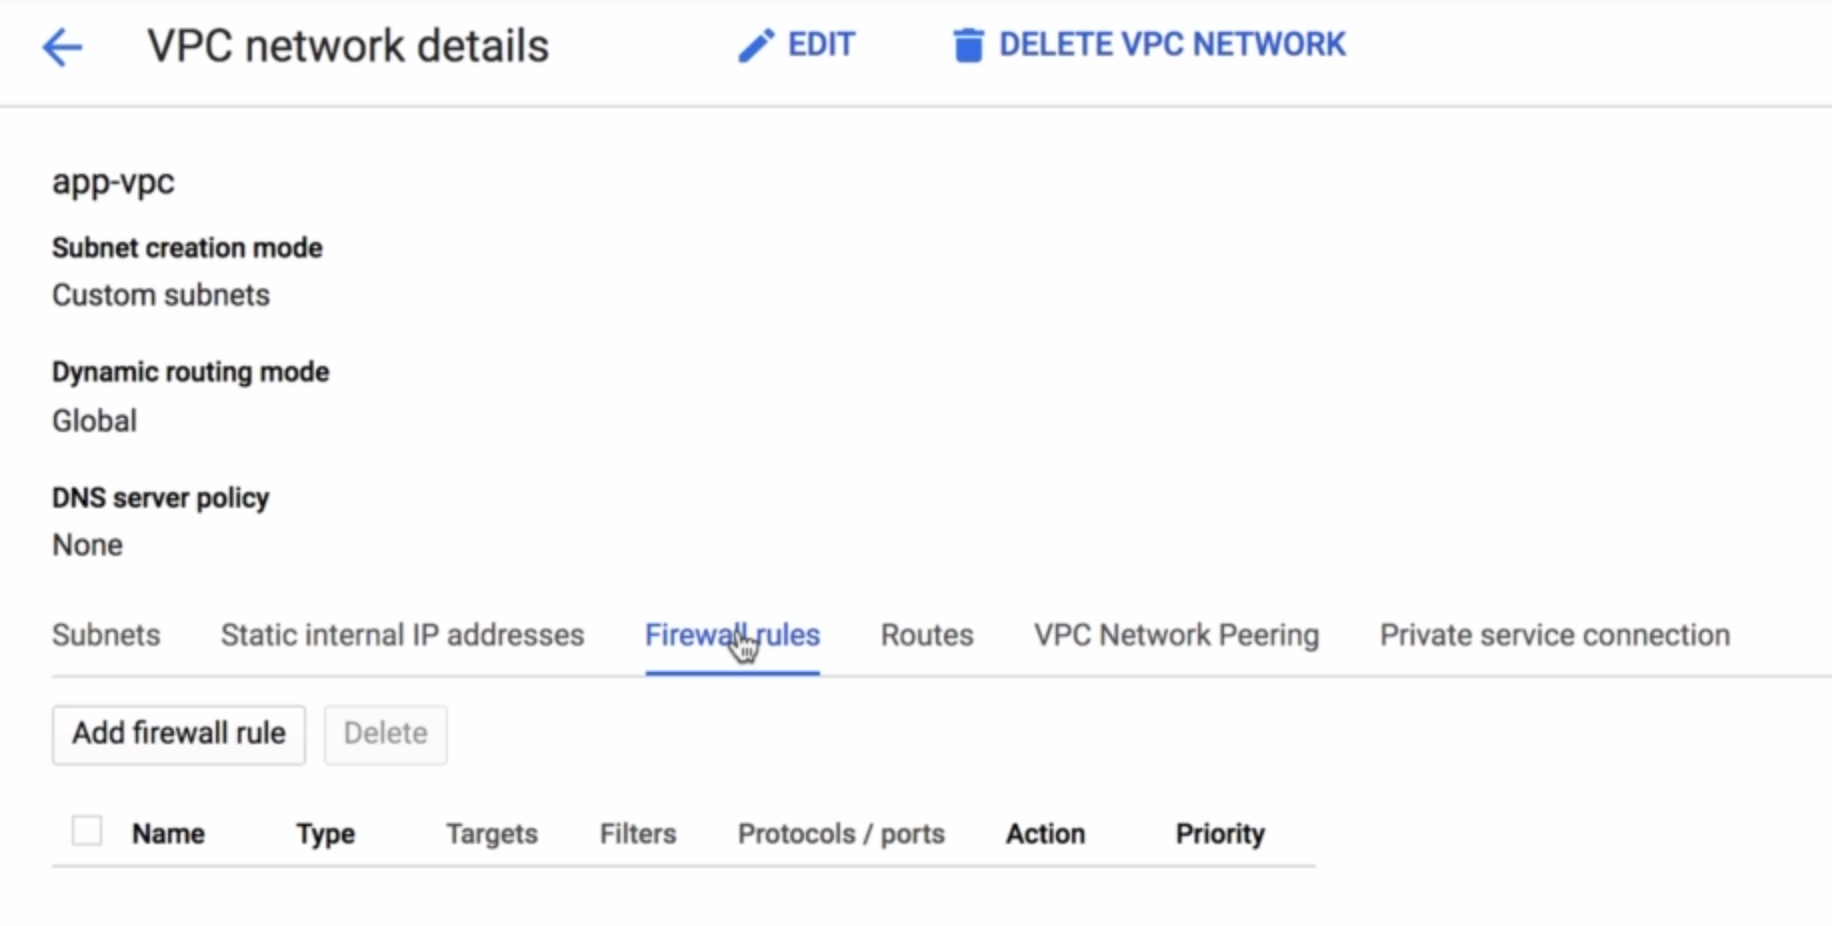 VPC network details EDIT DELETE VPC NETWORK
app-vpc
Subnet creation mode
Custom subnets
Dynamic routing mode
Global
DNS server policy
None
Subnets Static internal IP addresses Firewall rules Routes VPC Network Peering Private service connection
Add firewall rule Delete
Name Type Targets Filters Protocols / ports Action Priority